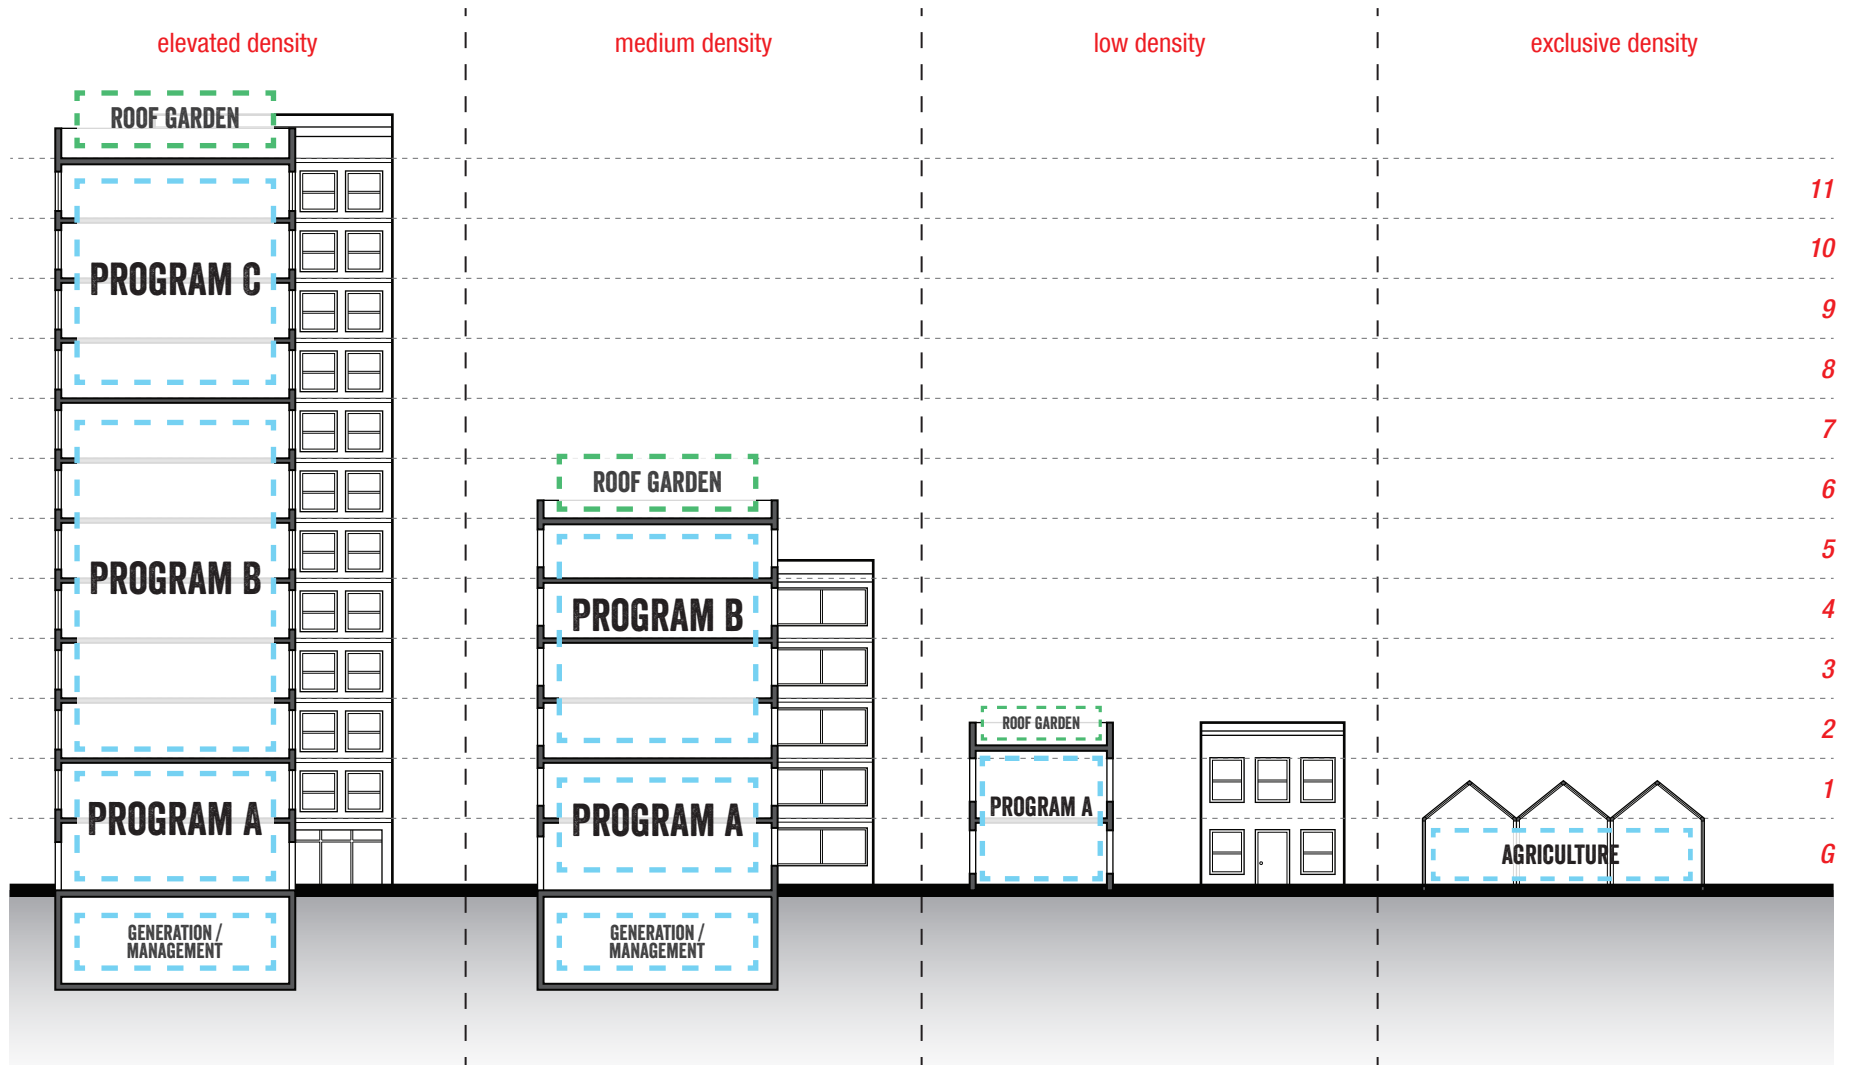 elevated density
medium density
low density
exclusive density
ROOF GARDEN
11
10
PROGRAM C
9
8
7
ROOF GARDEN
6
5
PROGRAM B
PROGRAM B
4
3
ROOF GARDEN
2
1
PROGRAM A
PROGRAM A
PROGRAM A
AGRICULTURE
G
GENERATION /
MANAGEMENT
GENERATION /
MANAGEMENT